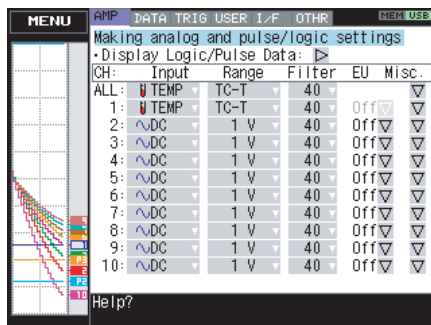 MENU
AMP DATA TRIG USER I/F OTHR MEM USB
Making analog and pulse/logic settings
・Display Logic/Pulse Data: ▷
CH: Input Range Filter EU Misc.
ALL: TEMP TC-T 40
1: TEMP TC-T 40 Off
2: DC 1 V 40 Off
3: DC 1 V 40 Off
4: DC 1 V 40 Off
5: DC 1 V 40 Off
6: DC 1 V 40 Off
7: DC 1 V 40 Off
8: DC 1 V 40 Off
9: DC 1 V 40 Off
10: DC 1 V 40 Off
P2
10
Help?